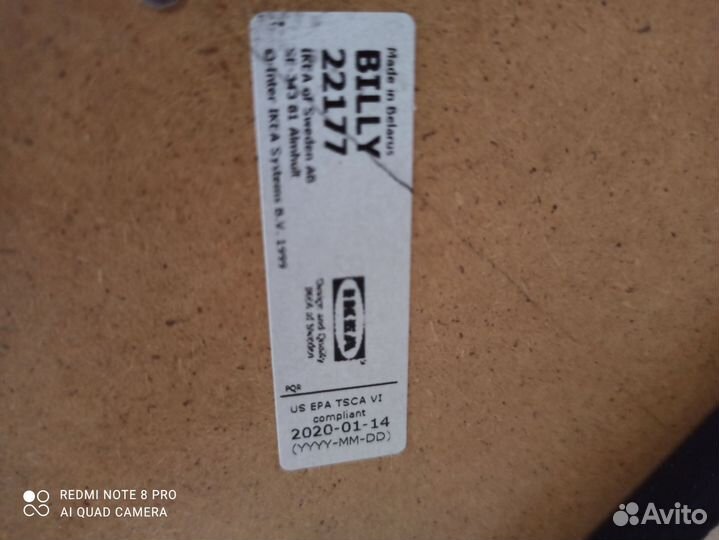 Made in Belarus
BILLY
22177
IKEA of Sweden AB
SE-343 81 Älmhult
© Inter IKEA Systems B.V. 1999
IKEA
Design and Quality
IKEA of Sweden
PQR
US EPA TSCA VI
compliant
2020-01-14
(YYYY-MM-DD)
REDMI NOTE 8 PRO
AI QUAD CAMERA
Avito